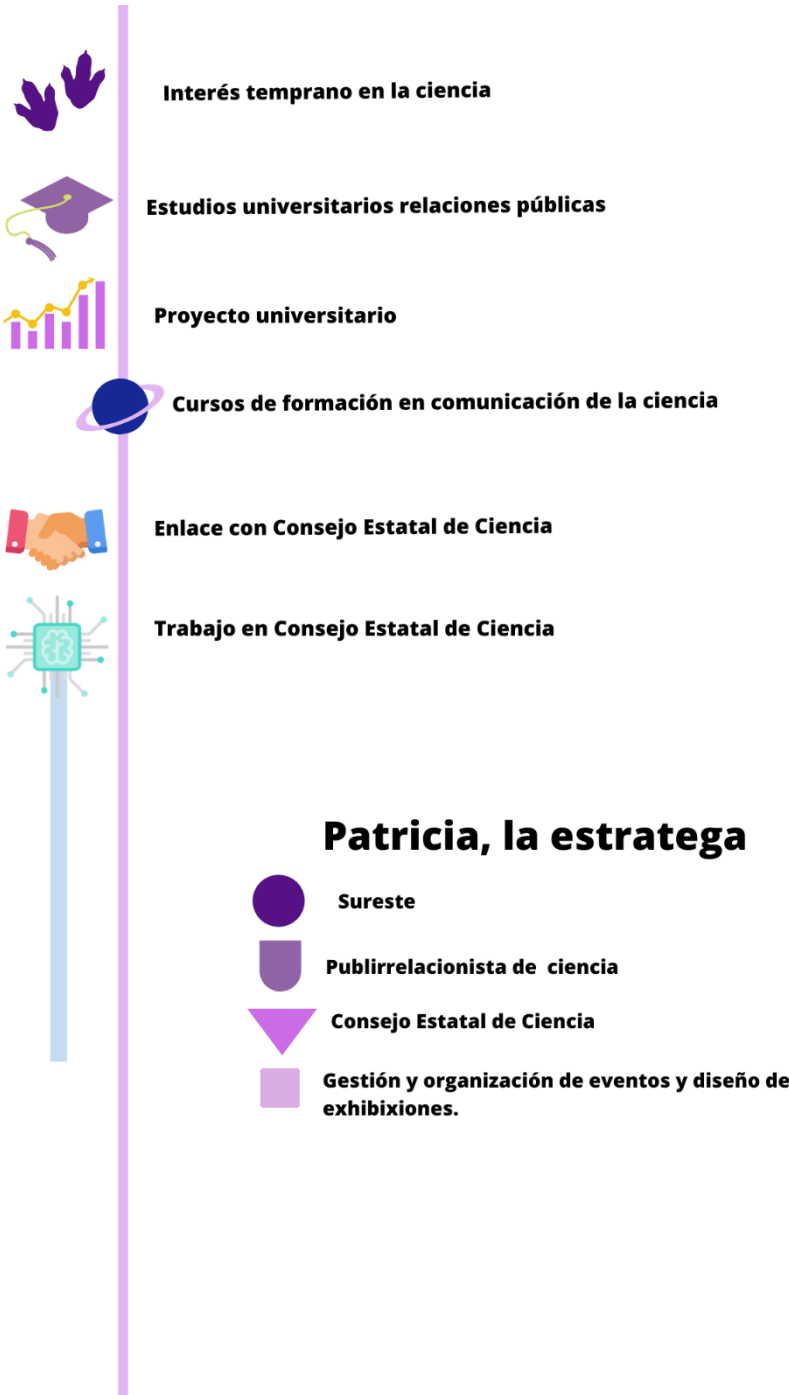 Interés temprano en la ciencia
Estudios universitarios relaciones públicas
Proyecto universitario
Cursos de formación en comunicación de la ciencia
Enlace con Consejo Estatal de Ciencia
Trabajo en Consejo Estatal de Ciencia
Patricia, la estratega
Sureste
Publirrelacionista de ciencia
Consejo Estatal de Ciencia
Gestión y organización de eventos y diseño de
exhibixiones.